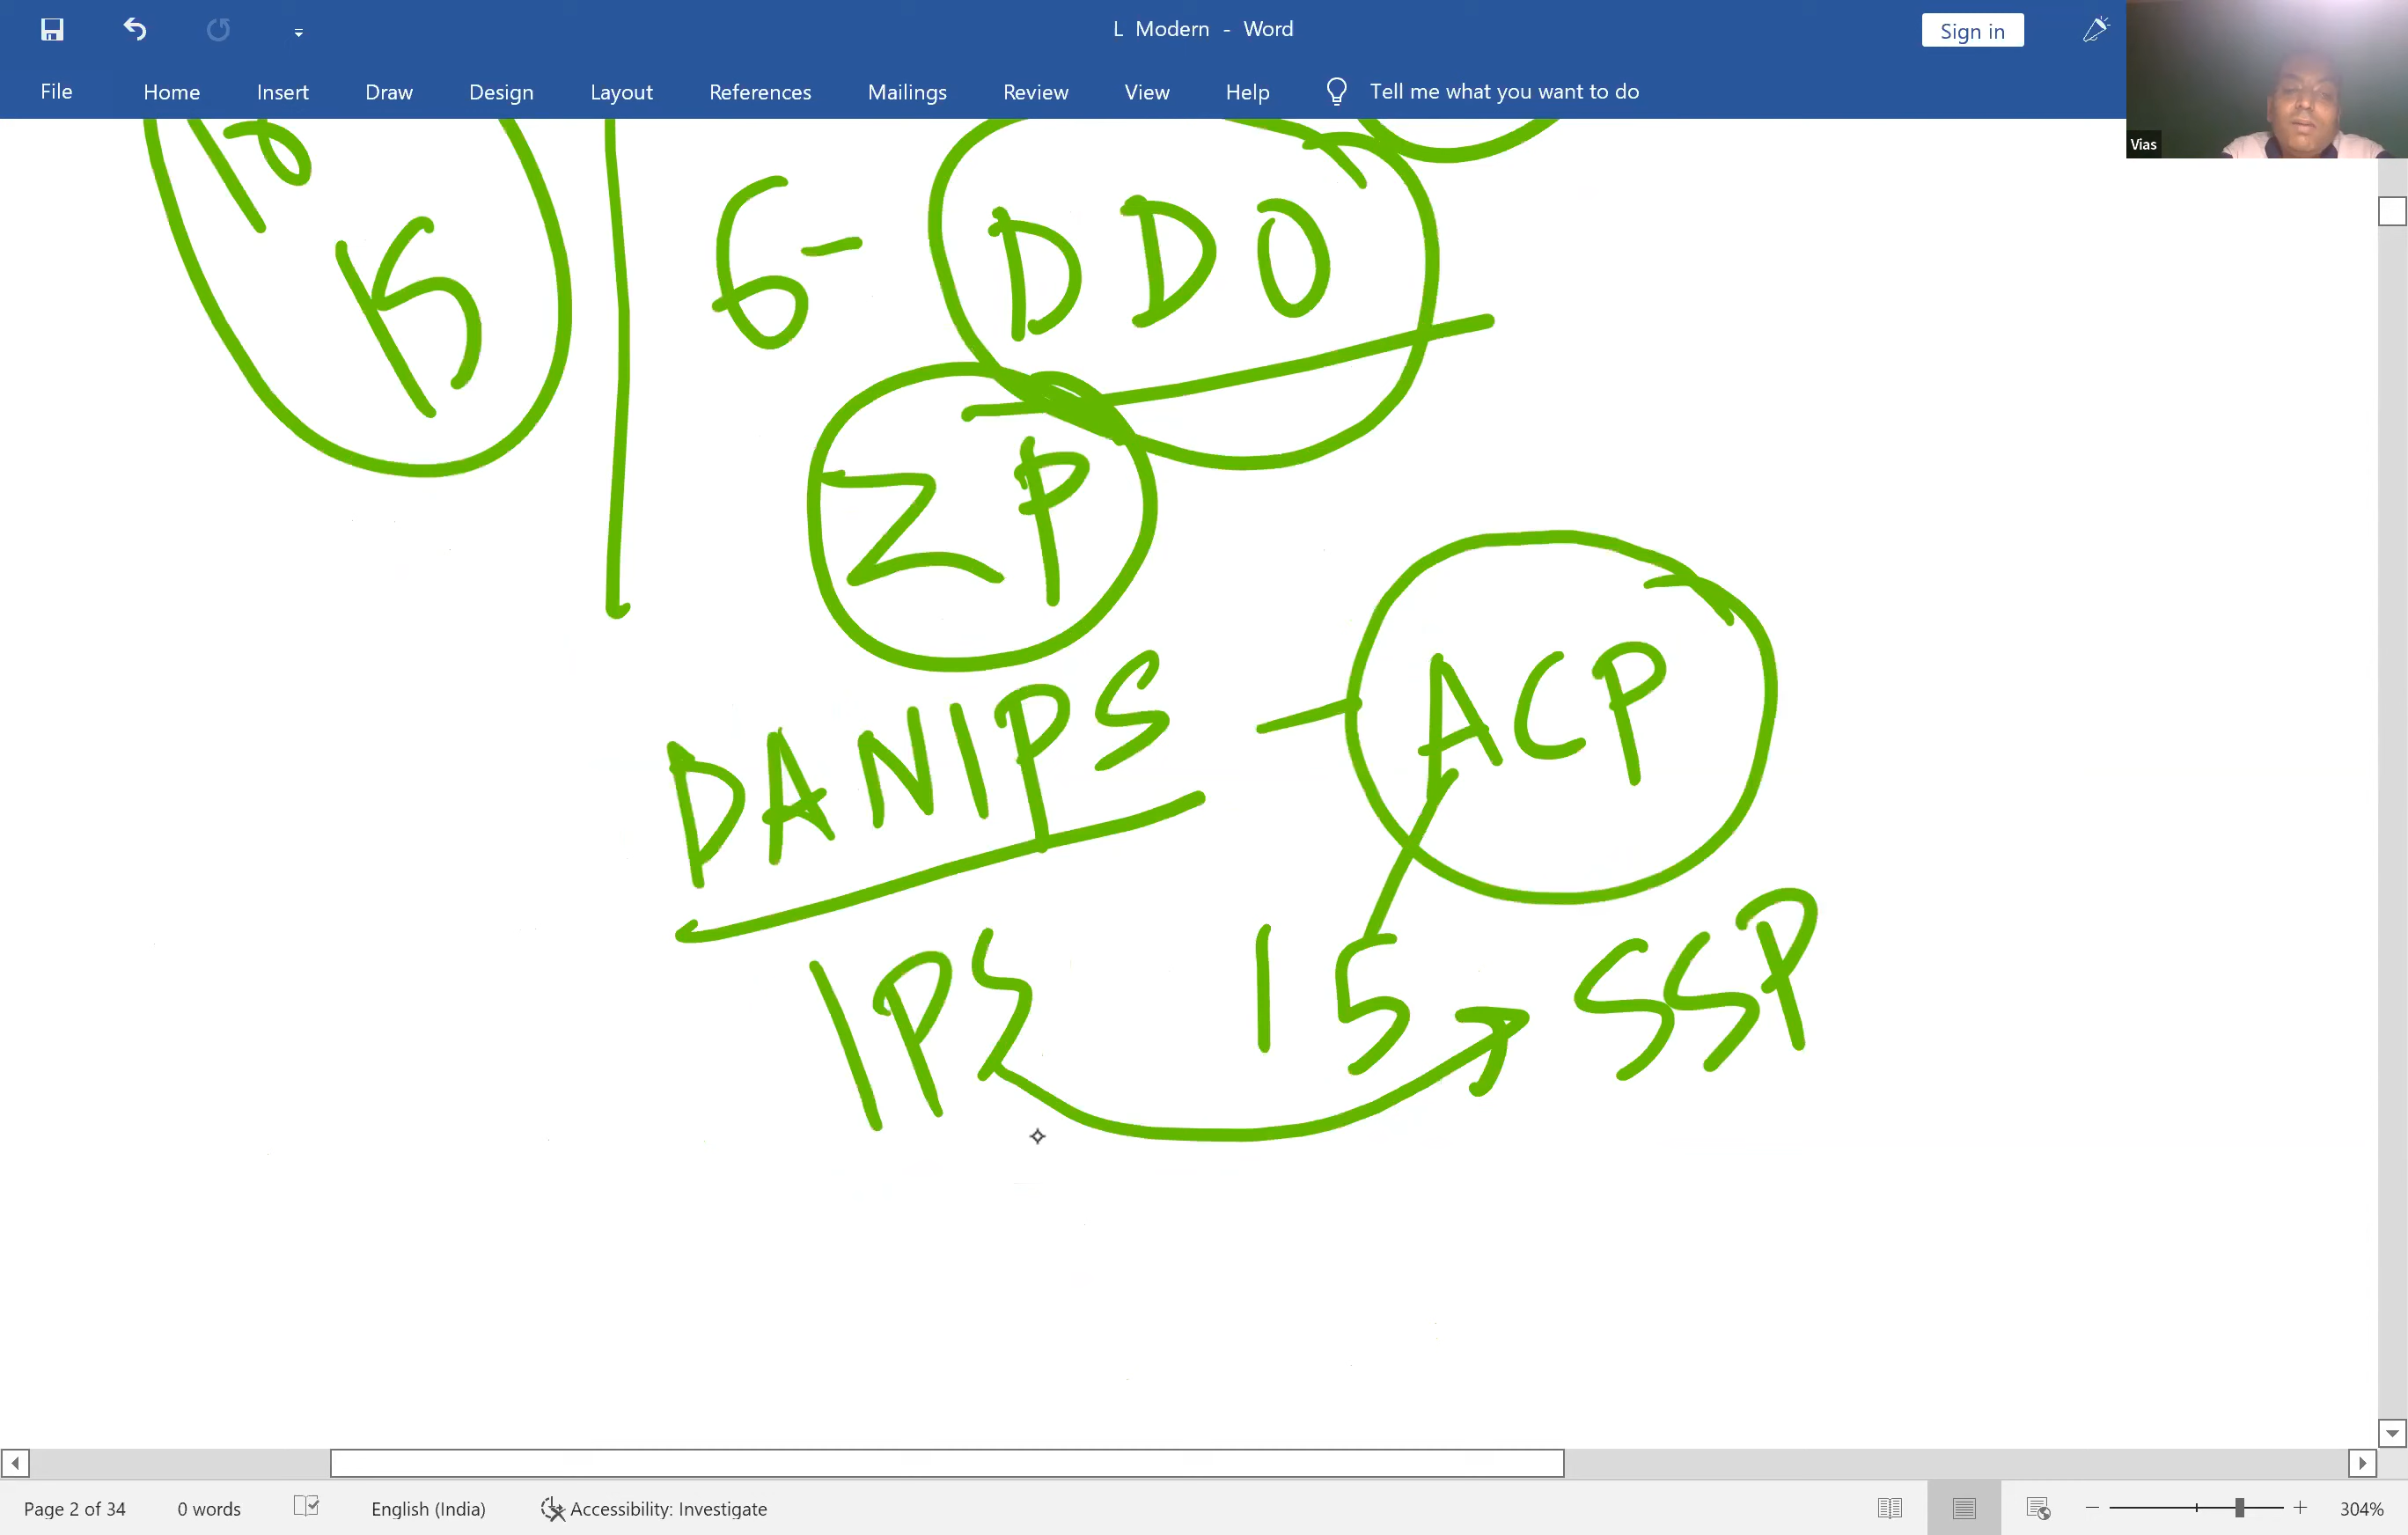 L Modern - Word
Sign in
File Home Insert Draw Design Layout References Mailings Review View Help Tell me what you want to do
Vias
6- DDO
ZP
DANIPS - ACP
IPS 15 SSP
Page 2 of 34 0 words English (India) Accessibility: Investigate 304%